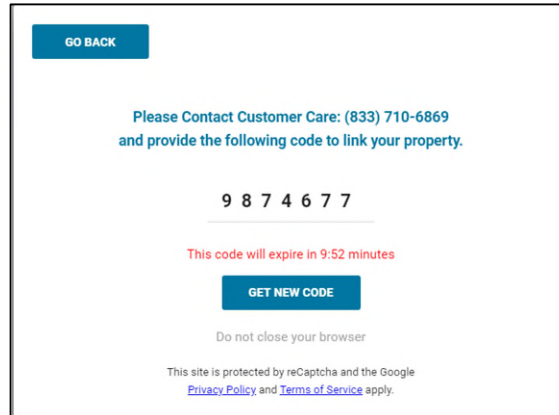 GO BACK
Please Contact Customer Care: (833) 710-6869
and provide the following code to link your property.
9 8 7 4 6 7 7
This code will expire in 9:52 minutes
GET NEW CODE
Do not close your browser
This site is protected by reCaptcha and the Google
Privacy Policy and Terms of Service apply.